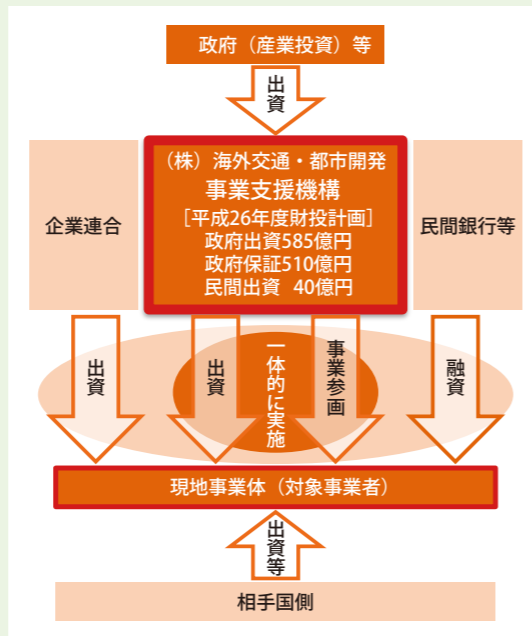 政府（産業投資）等
出資
（株）海外交通・都市開発
事業支援機構
［平成26年度財投計画］
政府出資585億円
政府保証510億円
民間出資 40億円
企業連合
民間銀行等
出資
出資
一体的に実施
事業参画
融資
現地事業体（対象事業者）
出資等
相手国側